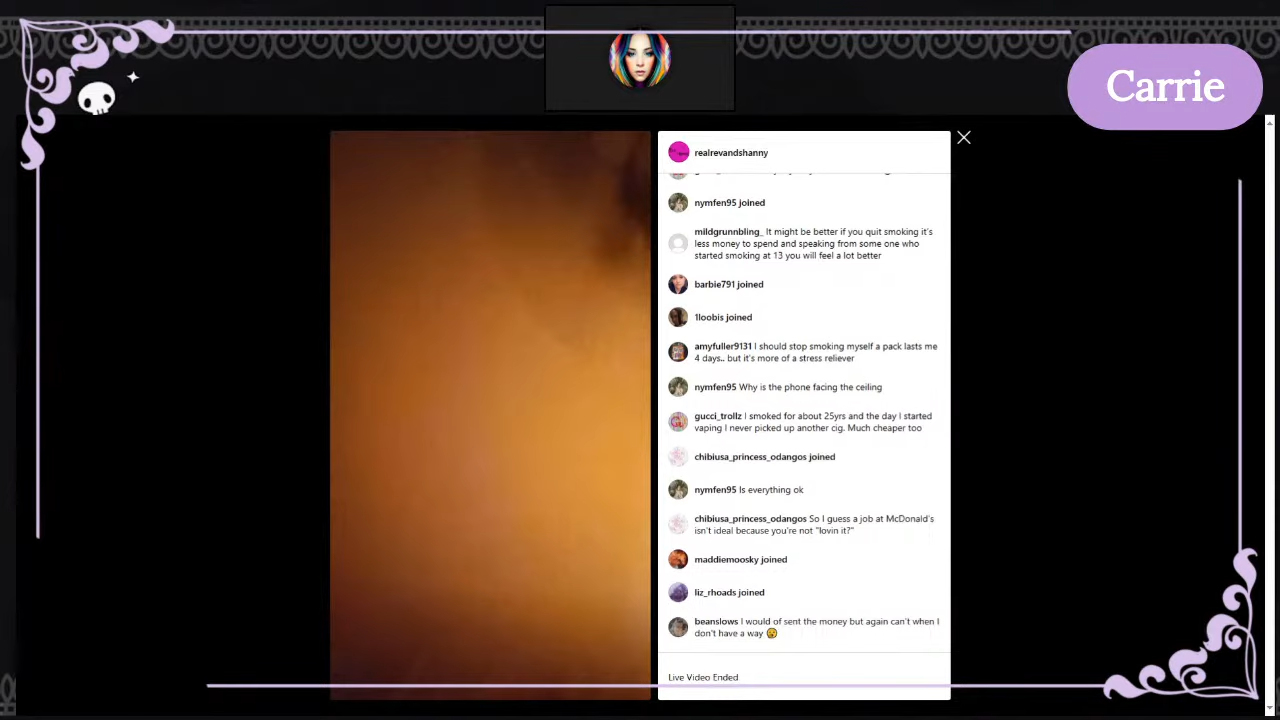 Carrie
realrevandshanny
nymfen95 joined
mildgrunnbling_ It might be better if you quit smoking it's
less money to spend and speaking from some one who
started smoking at 13 you will feel a lot better
barbie791 joined
1loobis joined
amyfuller9131 I should stop smoking myself a pack lasts me
4 days.. but it's more of a stress reliever
nymfen95 Why is the phone facing the ceiling
gucci_trollz I smoked for about 25yrs and the day I started
vaping I never picked up another cig. Much cheaper too
chibiusa_princess_odangos joined
nymfen95 Is everything ok
chibiusa_princess_odangos So I guess a job at McDonald's
isn't ideal because you're not "lovin it?"
maddiemoosky joined
liz_rhoads joined
beanslows I would of sent the money but again can't when I
don't have a way 😧
Live Video Ended